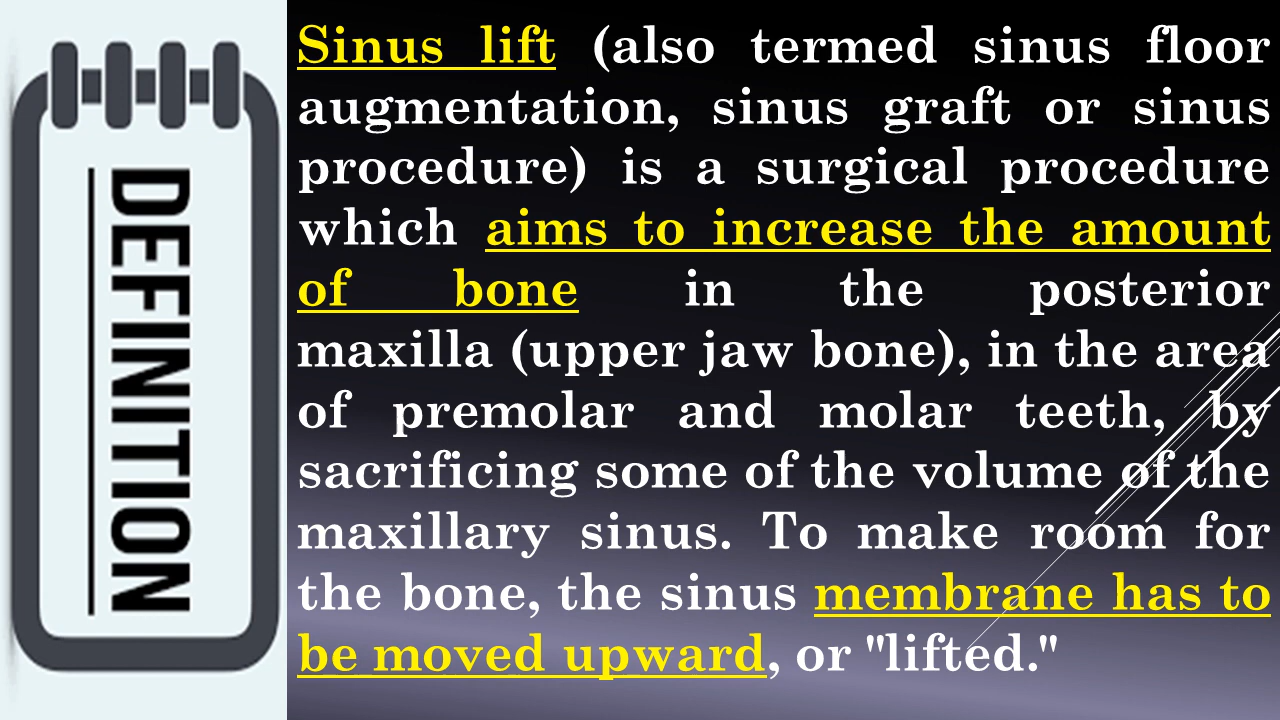 DEFINITION
Sinus lift (also termed sinus floor
augmentation, sinus graft or sinus
procedure) is a surgical procedure
which aims to increase the amount
of bone in the posterior
maxilla (upper jaw bone), in the area
of premolar and molar teeth, by
sacrificing some of the volume of the
maxillary sinus. To make room for
the bone, the sinus membrane has to
be moved upward, or "lifted."